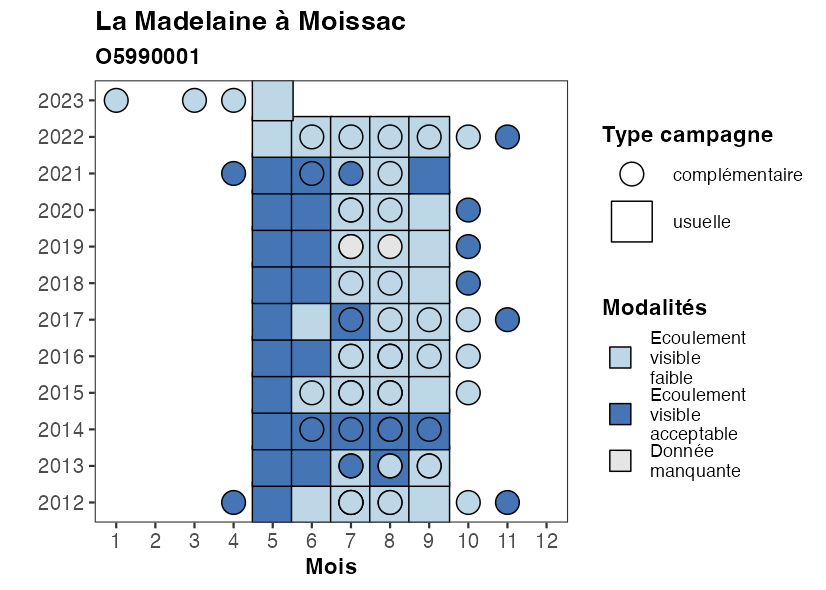 La Madelaine à Moissac
O5990001
2023
2022
2021
2020
2019
2018
2017
2016
2015
2014
2013
2012
1 2 3 4 5 6 7 8 9 10 11 12
Mois
Type campagne
complémentaire
usuelle
Modalités
Ecoulement
visible
faible
Ecoulement
visible
acceptable
Donnée
manquante